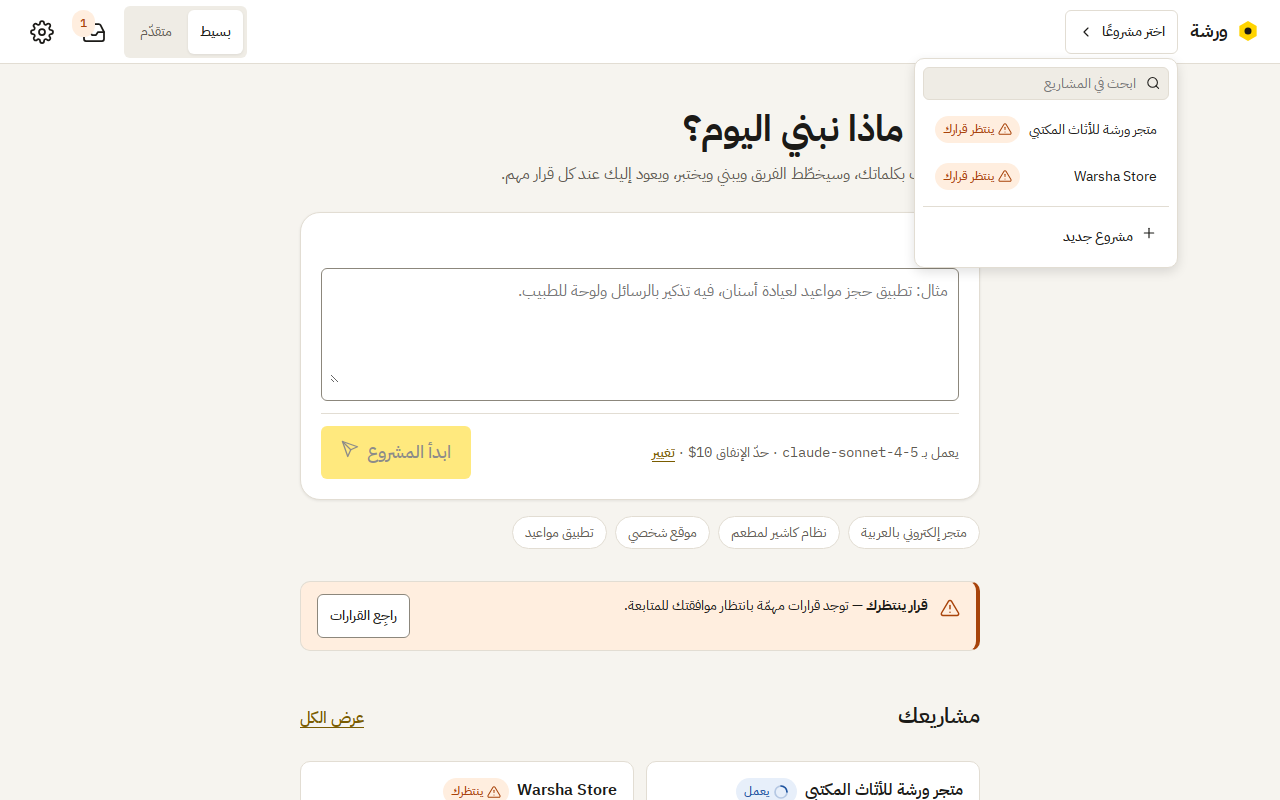 ورشة
اختر مشروعًا
بسيط
متقدّم
1
ابحث في المشاريع
متجر ورشة للأثاث المكتبي
ينتظر قرارك
Warsha Store
ينتظر قرارك
مشروع جديد
ماذا نبني اليوم؟
بكلماتك، وسيخطّط الفريق ويبني ويختبر، ويعود إليك عند كل قرار مهم.
مثال: تطبيق حجز مواعيد لعيادة أسنان، فيه تذكير بالرسائل ولوحة للطبيب.
يعمل بـ claude-sonnet-4-5 · حدّ الإنفاق 10$ · تغيير
ابدأ المشروع
متجر إلكتروني بالعربية
نظام كاشير لمطعم
موقع شخصي
تطبيق مواعيد
قرار ينتظرك — توجد قرارات مهمّة بانتظار موافقتك للمتابعة.
راجِع القرارات
مشاريعك
عرض الكل
متجر ورشة للأثاث المكتبي
يعمل
Warsha Store
ينتظرك